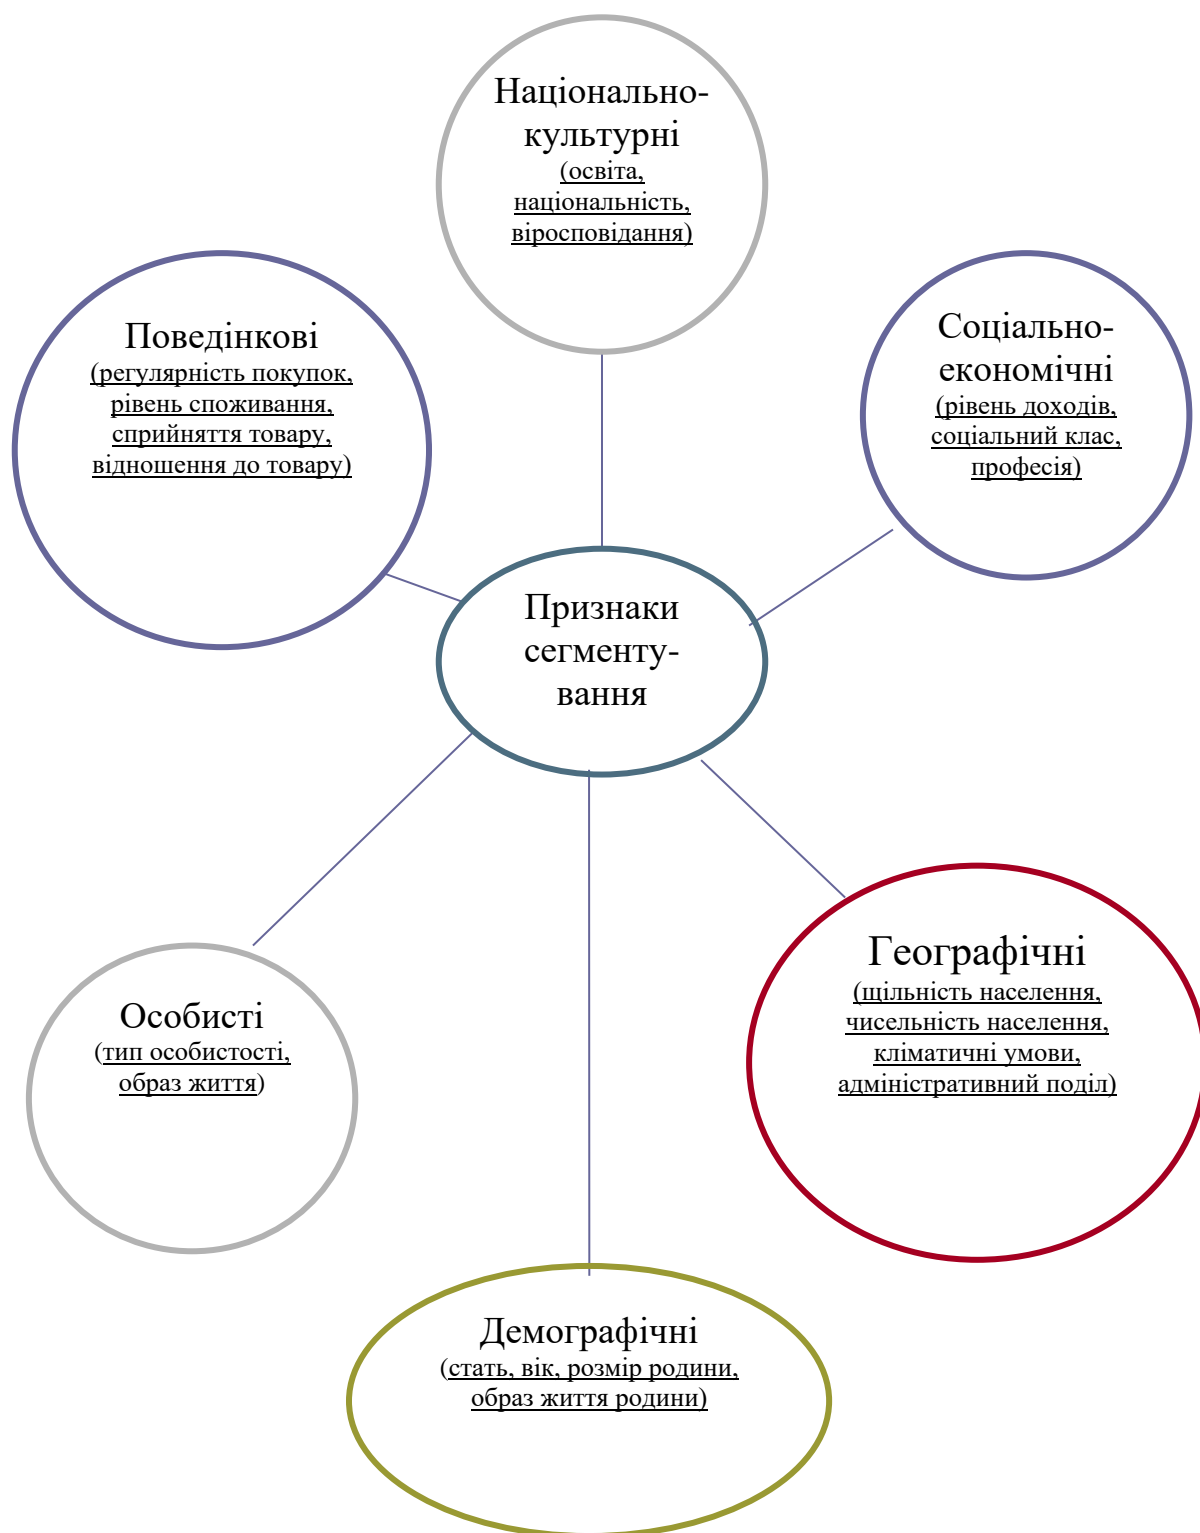 Національно-
культурні
(освіта,
національність,
віросповідання)
Поведінкові
(регулярність покупок,
рівень споживання,
сприйняття товару,
відношення до товару)
Соціально-
економічні
(рівень доходів,
соціальний клас,
професія)
Признаки
сегменту-
вання
Географічні
(щільність населення,
чисельність населення,
кліматичні умови,
адміністративний поділ)
Особисті
(тип особистості,
образ життя)
Демографічні
(стать, вік, розмір родини,
образ життя родини)